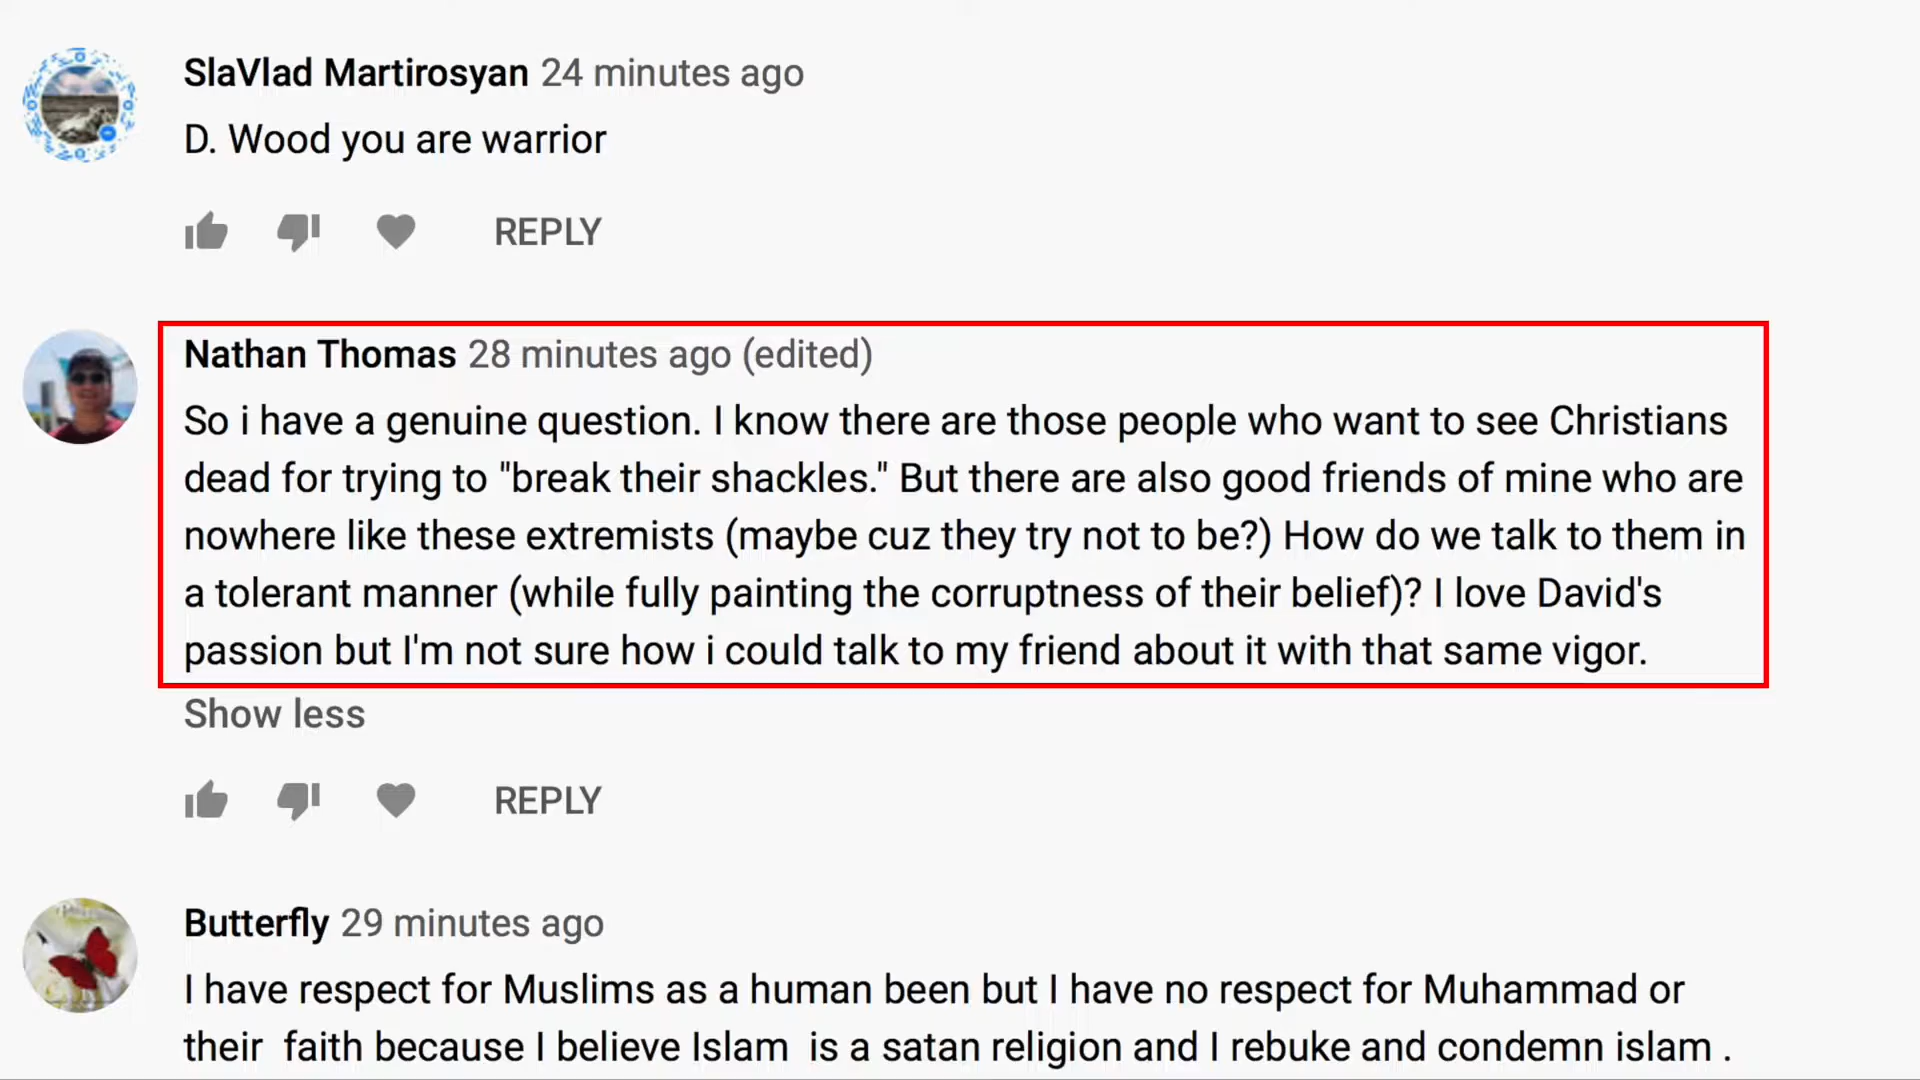 SlaVlad Martirosyan 24 minutes ago
D. Wood you are warrior
REPLY
Nathan Thomas 28 minutes ago (edited)
So i have a genuine question. I know there are those people who want to see Christians
dead for trying to "break their shackles." But there are also good friends of mine who are
nowhere like these extremists (maybe cuz they try not to be?) How do we talk to them in
a tolerant manner (while fully painting the corruptness of their belief)? I love David's
passion but I'm not sure how i could talk to my friend about it with that same vigor.
Show less
REPLY
Butterfly 29 minutes ago
I have respect for Muslims as a human been but I have no respect for Muhammad or
their  faith because I believe Islam  is a satan religion and I rebuke and condemn islam .